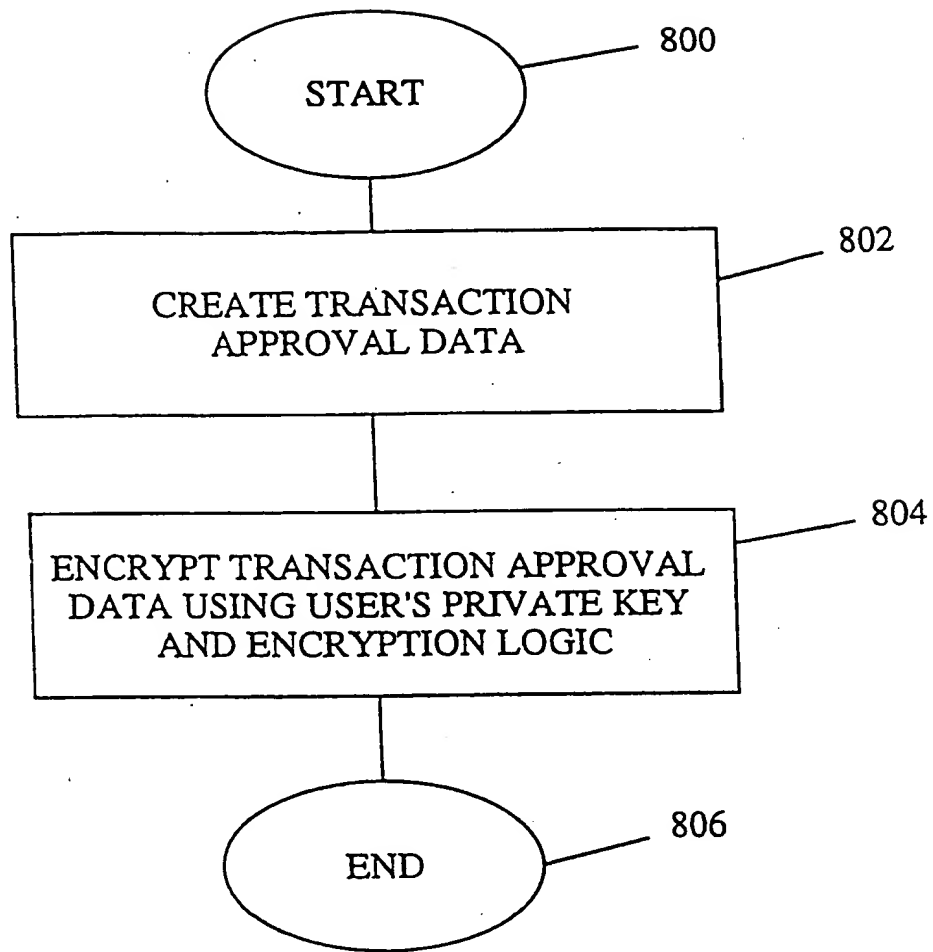 800
START
802
CREATE TRANSACTION
APPROVAL DATA
804
ENCRYPT TRANSACTION APPROVAL
DATA USING USER'S PRIVATE KEY
AND ENCRYPTION LOGIC
806
END